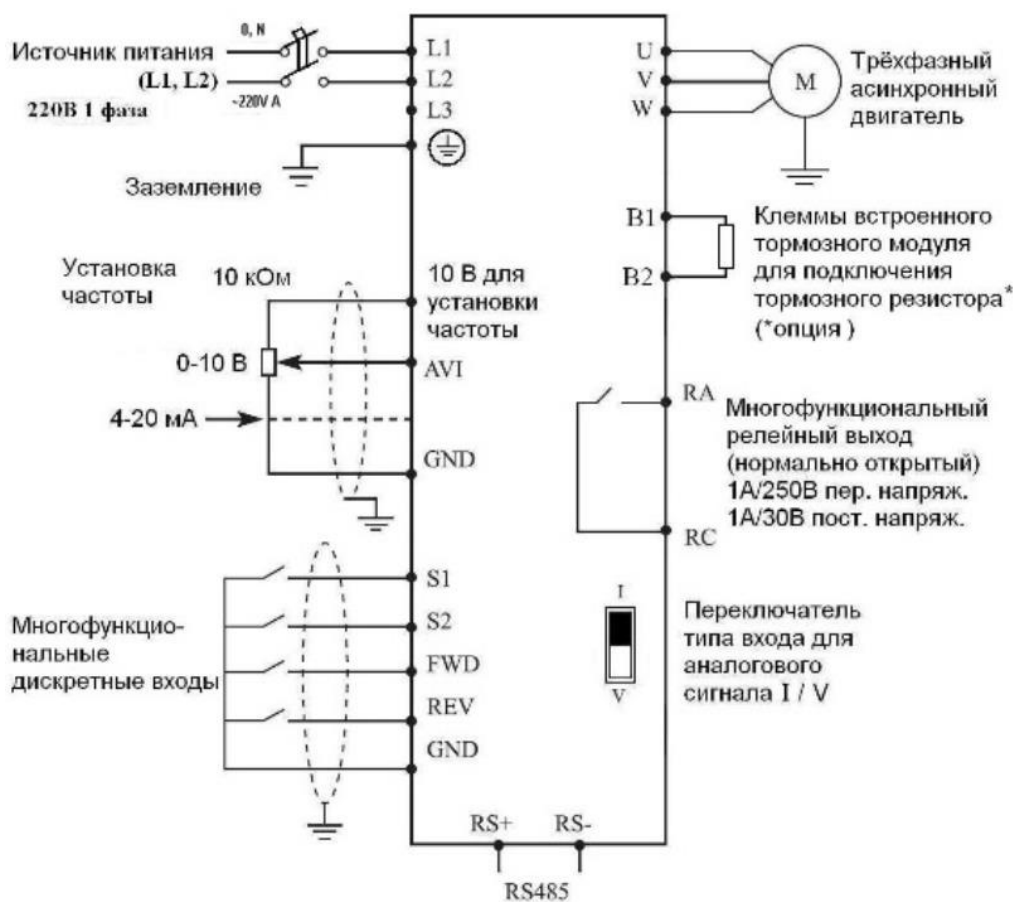 0, N
Источник питания
(L1, L2)
~220V A
220В 1 фаза
L1
L2
L3
Заземление
U
V
W
M
Трёхфазный
асинхронный
двигатель
B1
B2
Клеммы встроенного
тормозного модуля
для подключения
тормозного резистора*
(*опция )
Установка
частоты
10 кОм
10 В для
установки
частоты
0-10 В
AVI
4-20 мА
GND
RA
RC
Многофункциональный
релейный выход
(нормально открытый)
1А/250В пер. напряж.
1А/30В пост. напряж.
Многофункцио-
нальные
дискретные входы
S1
S2
FWD
REV
GND
I
V
Переключатель
типа входа для
аналогового
сигнала I / V
RS+ RS-
RS485